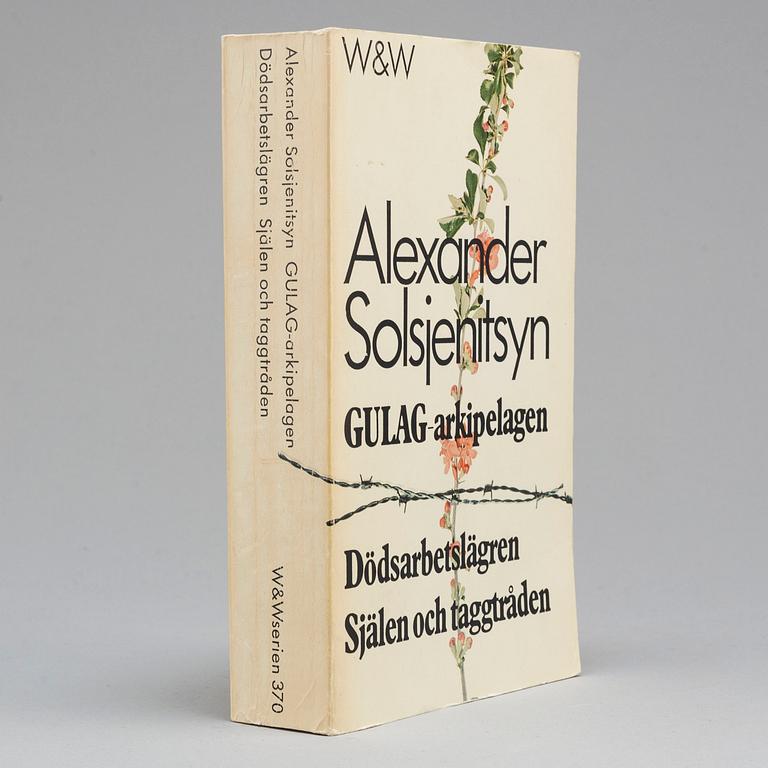 W&W
Alexander
Solsjenitsyn
GULAG-arkipelagen
Dödsarbetslägren
Själen och taggtråden
Alexander Solsjenitsyn GULAG-arkipelagen
Dödsarbetslägren Själen och taggtråden
W&Wserien 370